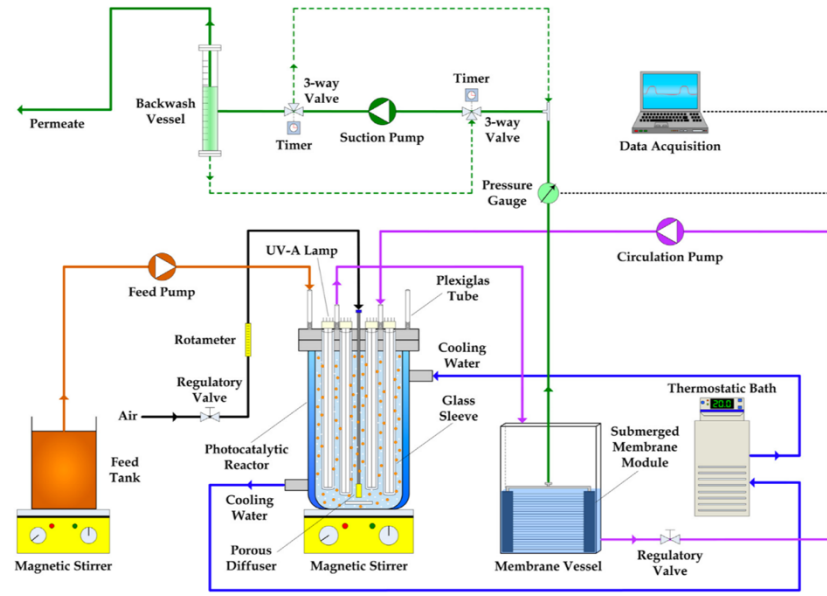 Backwash
Vessel
Permeate
3-way
Valve
Timer
Suction Pump
Timer
3-way
Valve
Data Acquisition
Pressure
Gauge
UV-A Lamp
Feed Pump
Plexiglas
Tube
Circulation Pump
Rotameter
Regulatory
Valve
Air
Cooling
Water
Thermostatic Bath
20.0
Glass
Sleeve
Submerged
Membrane
Module
Photocatalytic
Reactor
Feed
Tank
Cooling
Water
Porous
Diffuser
Magnetic Stirrer
Magnetic Stirrer
Membrane Vessel
Regulatory
Valve